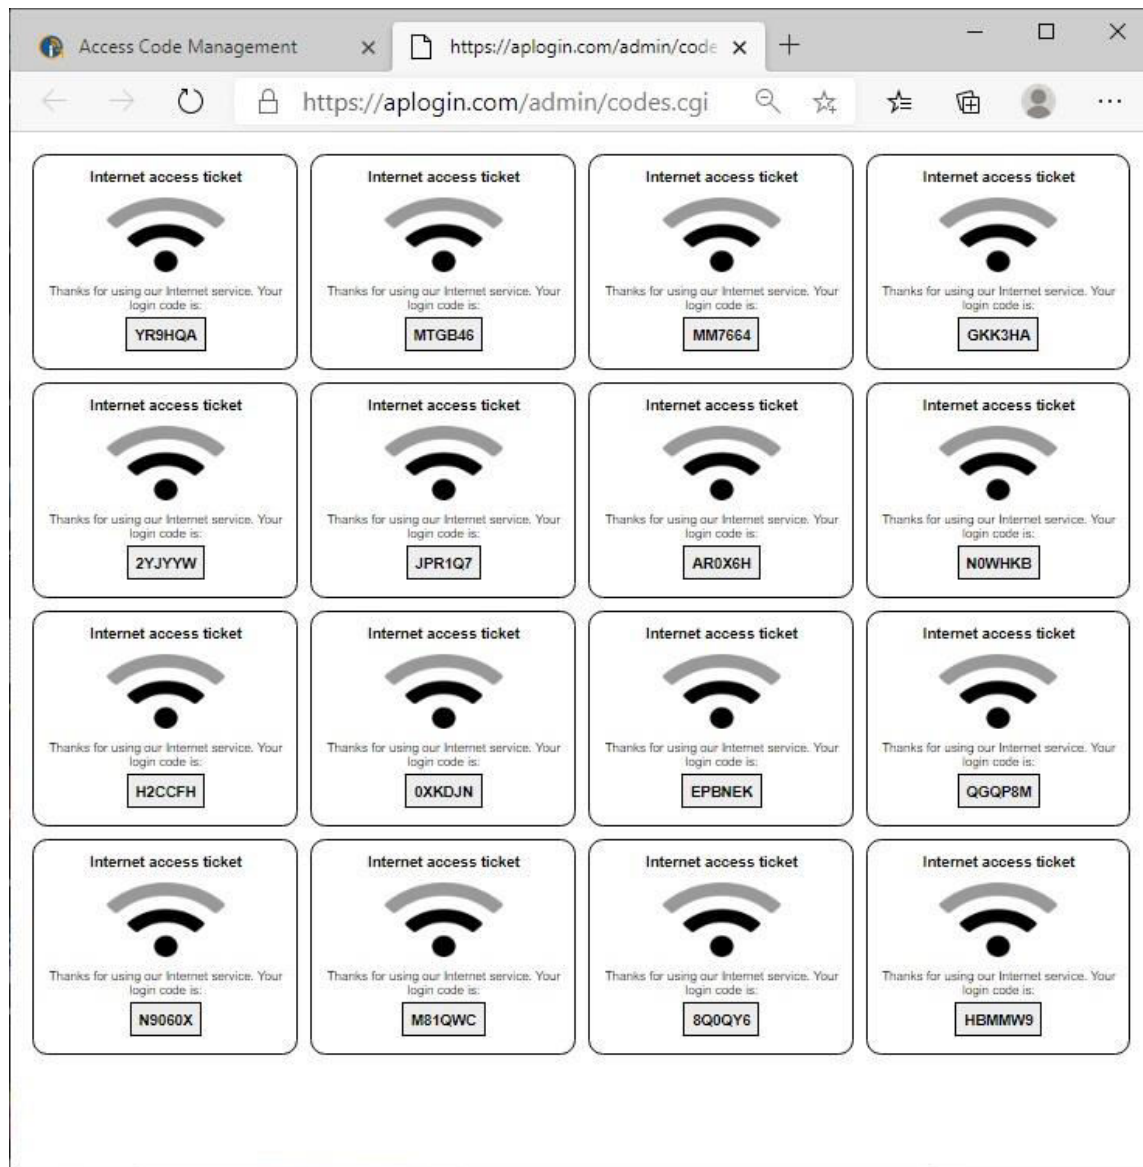 Access Code Management
https://aplogin.com/admin/code
https://aplogin.com/admin/codes.cgi
Internet access ticket
Thanks for using our Internet service. Your
login code is:
YR9HQA
Internet access ticket
Thanks for using our Internet service. Your
login code is:
MTGB46
Internet access ticket
Thanks for using our Internet service. Your
login code is:
MM7664
Internet access ticket
Thanks for using our Internet service. Your
login code is:
GKK3HA
Internet access ticket
Thanks for using our Internet service. Your
login code is:
2YJYYW
Internet access ticket
Thanks for using our Internet service. Your
login code is:
JPR1Q7
Internet access ticket
Thanks for using our Internet service. Your
login code is:
AR0X6H
Internet access ticket
Thanks for using our Internet service. Your
login code is:
N0WHKB
Internet access ticket
Thanks for using our Internet service. Your
login code is:
H2CCFH
Internet access ticket
Thanks for using our Internet service. Your
login code is:
0XKDJN
Internet access ticket
Thanks for using our Internet service. Your
login code is:
EPBNEK
Internet access ticket
Thanks for using our Internet service. Your
login code is:
QGQP8M
Internet access ticket
Thanks for using our Internet service. Your
login code is:
N9060X
Internet access ticket
Thanks for using our Internet service. Your
login code is:
M81QWC
Internet access ticket
Thanks for using our Internet service. Your
login code is:
8Q0QY6
Internet access ticket
Thanks for using our Internet service. Your
login code is:
HBMMW9